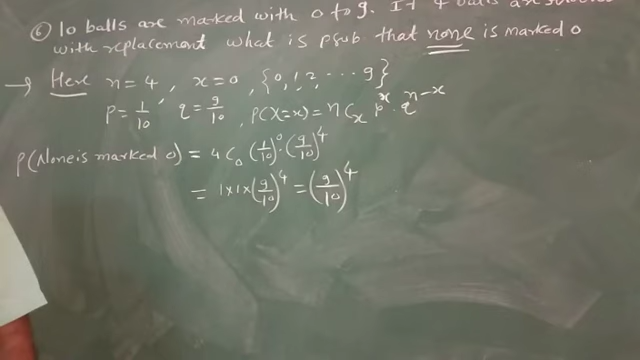 ⑥ 10 balls are marked with 0 to 9. If 4 balls are
with replacement what is prob that none is marked 0
→ Here n = 4, x = 0, {0, 1, 2, ... 9}
p = 1/10, q = 9/10, P(X = x) = nCₓ pˣ · qⁿ⁻ˣ
P(None is marked 0) = 4C₀ (1/10)⁰ · (9/10)⁴
= 1×1×(9/10)⁴ = (9/10)⁴